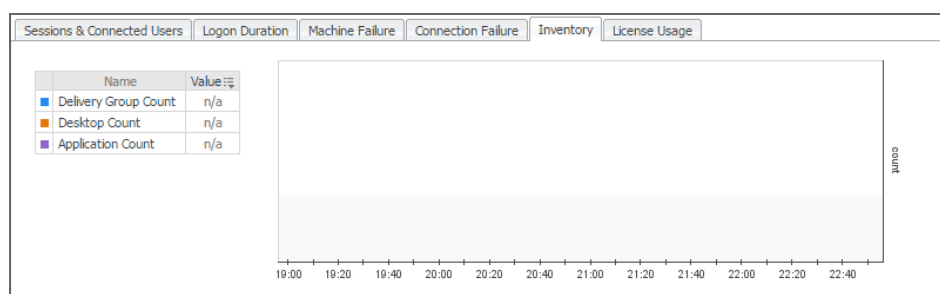 Sessions & Connected Users Logon Duration Machine Failure Connection Failure Inventory License Usage
Name Value
Delivery Group Count n/a
Desktop Count n/a
Application Count n/a
count
19:00 19:20 19:40 20:00 20:20 20:40 21:00 21:20 21:40 22:00 22:20 22:40